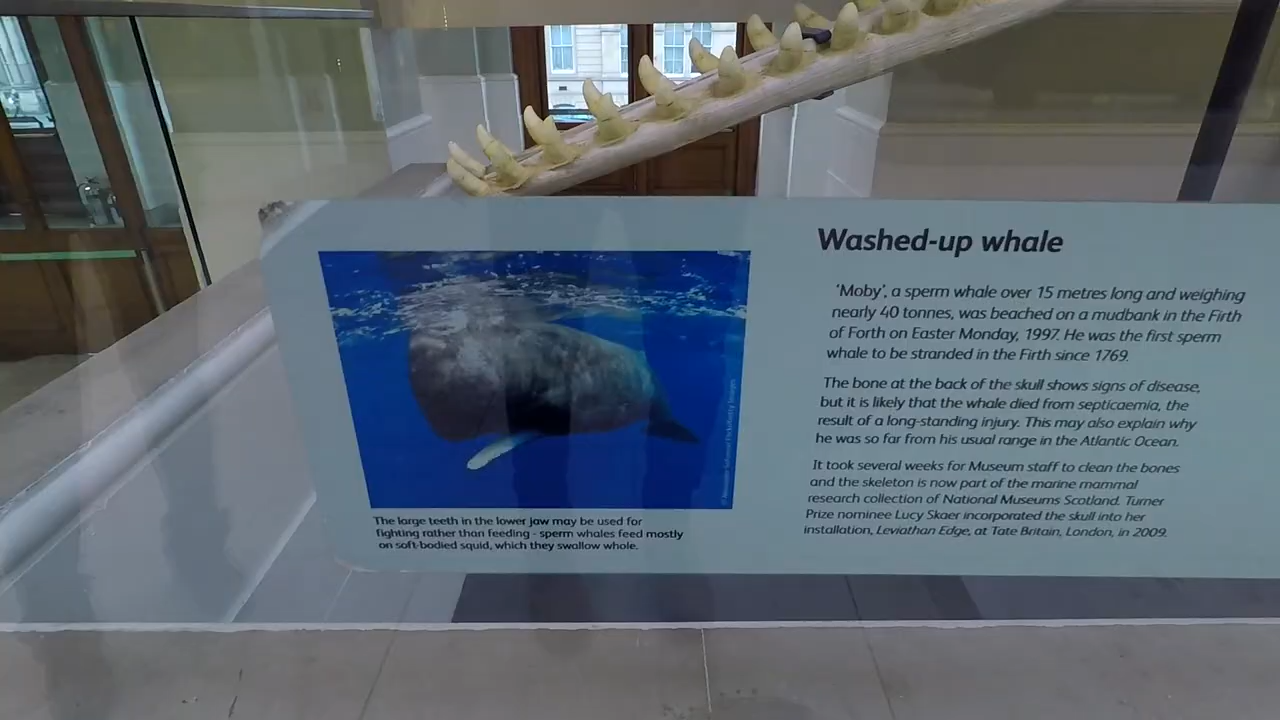 Washed-up whale
'Moby', a sperm whale over 15 metres long and weighing
nearly 40 tonnes, was beached on a mudbank in the Firth
of Forth on Easter Monday, 1997. He was the first sperm
whale to be stranded in the Firth since 1769.
The bone at the back of the skull shows signs of disease,
but it is likely that the whale died from septicaemia, the
result of a long-standing injury. This may also explain why
he was so far from his usual range in the Atlantic Ocean.
It took several weeks for Museum staff to clean the bones
and the skeleton is now part of the marine mammal
research collection of National Museums Scotland. Turner
Prize nominee Lucy Skaer incorporated the skull into her
installation, Leviathan Edge, at Tate Britain, London, in 2009.
The large teeth in the lower jaw may be used for
fighting rather than feeding - sperm whales feed mostly
on soft-bodied squid, which they swallow whole.